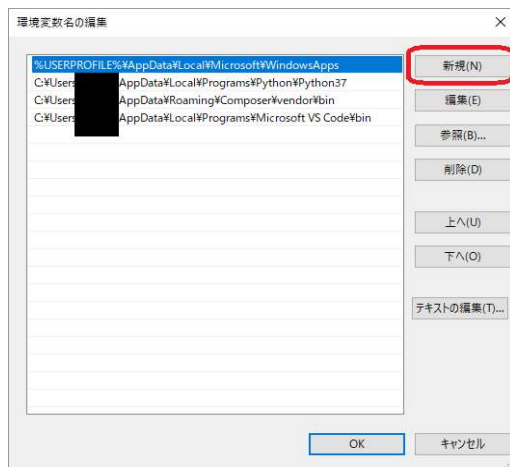 環境変数名の編集
%USERPROFILE%¥AppData¥Local¥Microsoft¥WindowsApps
C:¥Users AppData¥Local¥Programs¥Python¥Python37
C:¥Users AppData¥Roaming¥Composer¥vendor¥bin
C:¥Users AppData¥Local¥Programs¥Microsoft VS Code¥bin
新規(N)
編集(E)
参照(B)...
削除(D)
上へ(U)
下へ(O)
テキストの編集(T)...
OK
キャンセル